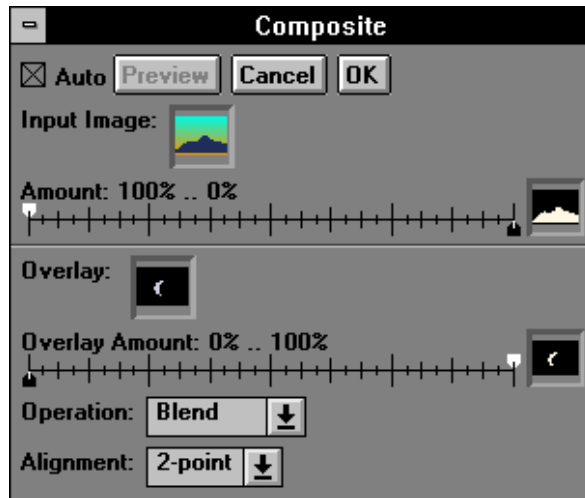 Composite
Auto Preview Cancel OK
Input Image:
Amount: 100% .. 0%
Overlay:
Overlay Amount: 0% .. 100%
Operation: Blend
Alignment: 2-point